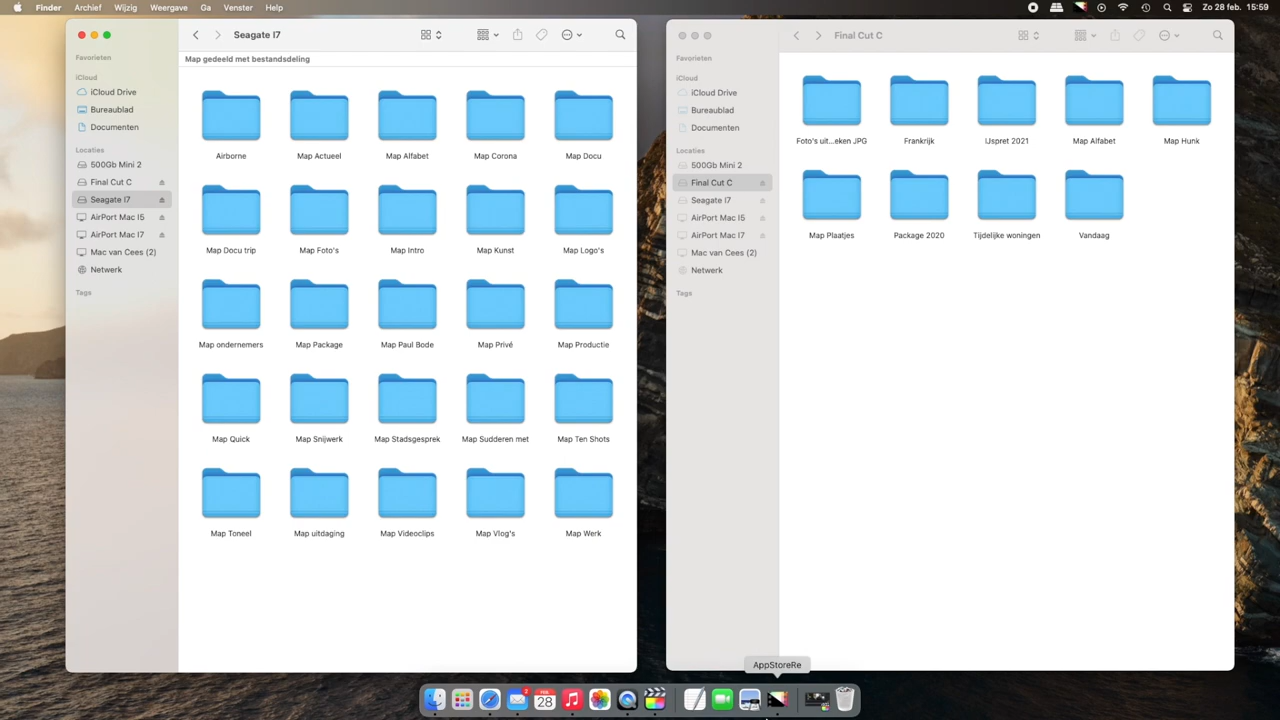 Finder Archief Bewerk Wijzig Weergave Ga Venster Help Zo 28 feb. 15:59
Seagate I7
Map gedeeld met bestandsdeling
Favorieten
iCloud
iCloud Drive
Bureaublad
Documenten
Locaties
500Gb Mini 2
Final Cut C
Seagate I7
AirPort Mac I5
AirPort Mac I7
Mac van Cees (2)
Netwerk
Tags
Airborne Map Actueel Map Alfabet Map Corona Map Docu
Map Docu trip Map Foto's Map Intro Map Kunst Map Logo's
Map ondernemers Map Package Map Paul Bode Map Privé Map Productie
Map Quick Map Snijwerk Map Stadsgesprek Map Sudderen met Map Ten Shots
Map Toneel Map uitdaging Map Videoclips Map Vlog's Map Werk
Final Cut C
Favorieten
iCloud
iCloud Drive
Bureaublad
Documenten
Locaties
500Gb Mini 2
Final Cut C
Seagate I7
AirPort Mac I5
AirPort Mac I7
Mac van Cees (2)
Netwerk
Tags
Foto's uit...eken JPG Frankrijk IJspret 2021 Map Alfabet Map Hunk
Map Plaatjes Package 2020 Tijdelijke woningen Vandaag
AppStoreRe
2
28